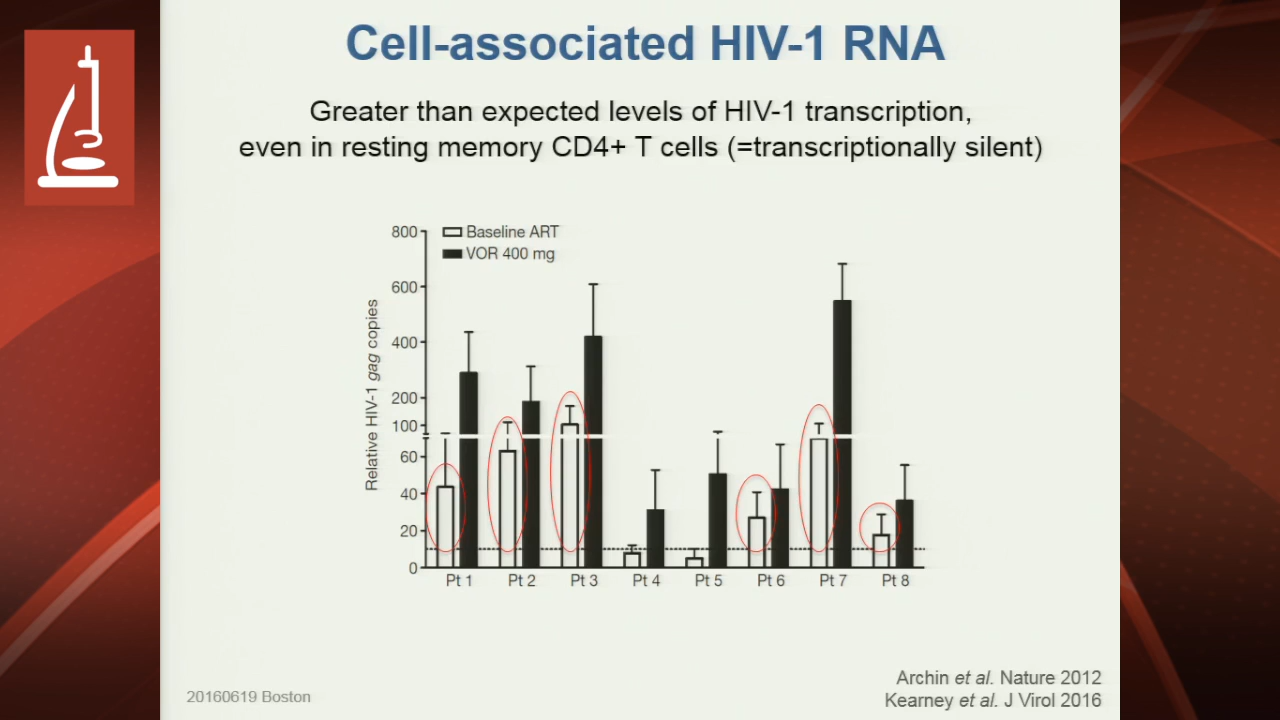 Cell-associated HIV-1 RNA
Greater than expected levels of HIV-1 transcription,
even in resting memory CD4+ T cells (=transcriptionally silent)
Baseline ART
VOR 400 mg
Relative HIV-1 gag copies
800
600
400
200
100
60
40
20
0
Pt 1 Pt 2 Pt 3 Pt 4 Pt 5 Pt 6 Pt 7 Pt 8
Archin et al. Nature 2012
Kearney et al. J Virol 2016
20160619 Boston